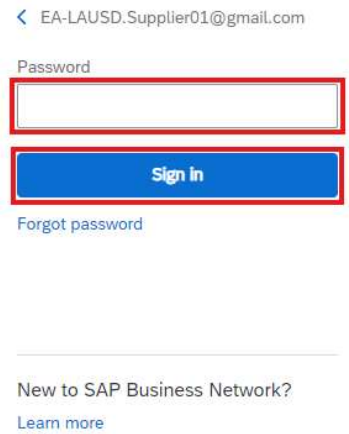 EA-LAUSD.Supplier01@gmail.com
Password
Sign in
Forgot password
New to SAP Business Network?
Learn more